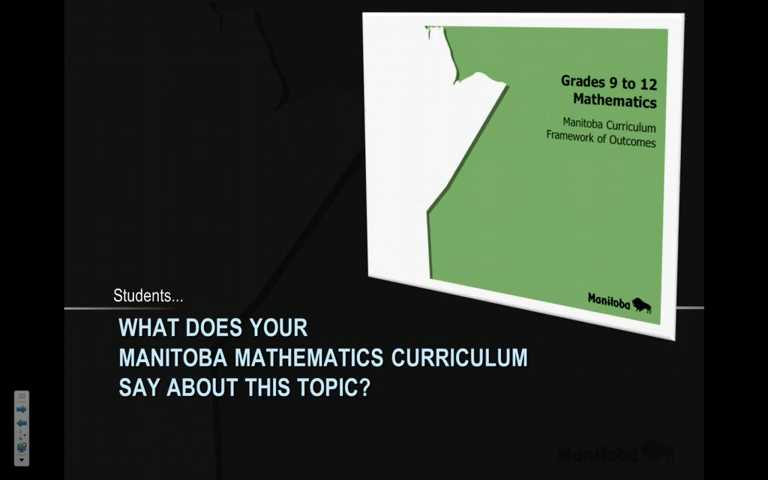 Grades 9 to 12
Mathematics
Manitoba Curriculum
Framework of Outcomes
Manitoba
Students...
WHAT DOES YOUR
MANITOBA MATHEMATICS CURRICULUM
SAY ABOUT THIS TOPIC?
Manitoba